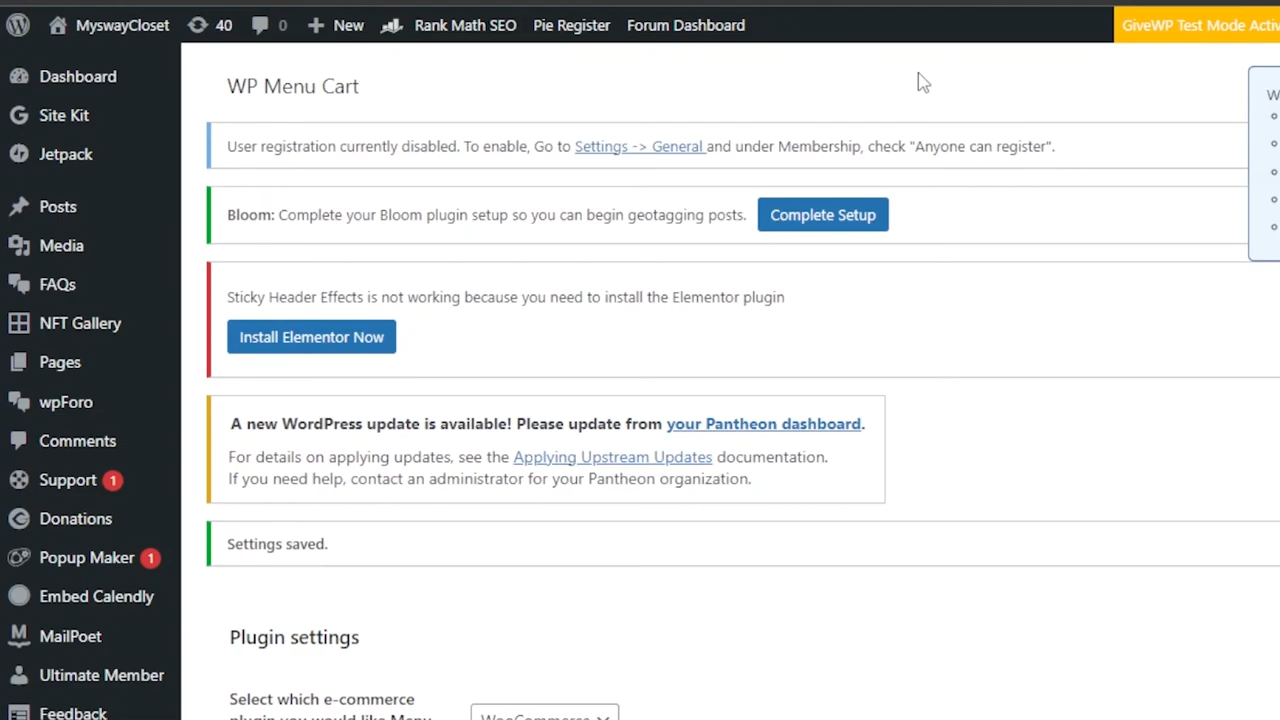 MyswayCloset 40 0 New Rank Math SEO Pie Register Forum Dashboard GiveWP Test Mode Activ
Dashboard
Site Kit
Jetpack
Posts
Media
FAQs
NFT Gallery
Pages
wpForo
Comments
Support 1
Donations
Popup Maker 1
Embed Calendly
MailPoet
Ultimate Member
Feedback
WP Menu Cart
W
User registration currently disabled. To enable, Go to Settings -> General and under Membership, check "Anyone can register".
Bloom: Complete your Bloom plugin setup so you can begin geotagging posts. Complete Setup
Sticky Header Effects is not working because you need to install the Elementor plugin
Install Elementor Now
A new WordPress update is available! Please update from your Pantheon dashboard.
For details on applying updates, see the Applying Upstream Updates documentation.
If you need help, contact an administrator for your Pantheon organization.
Settings saved.
Plugin settings
Select which e-commerce
plugin you would like Menu
WooCommerce